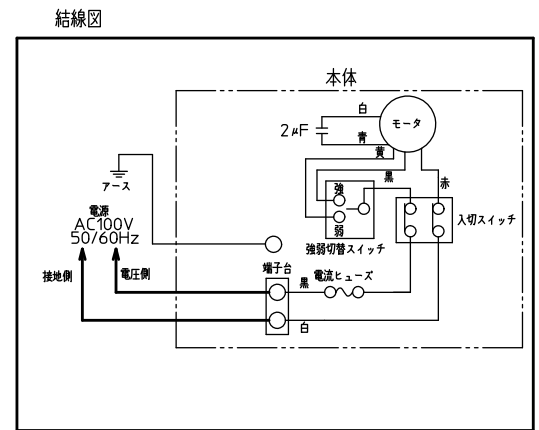 結線図
本体
白
モータ
2μF
青
黄
黒
赤
強
アース
入切スイッチ
電源
AC100V
50/60Hz
弱
強弱切替スイッチ
接地側
電圧側
端子台
電流ヒューズ
黒
白